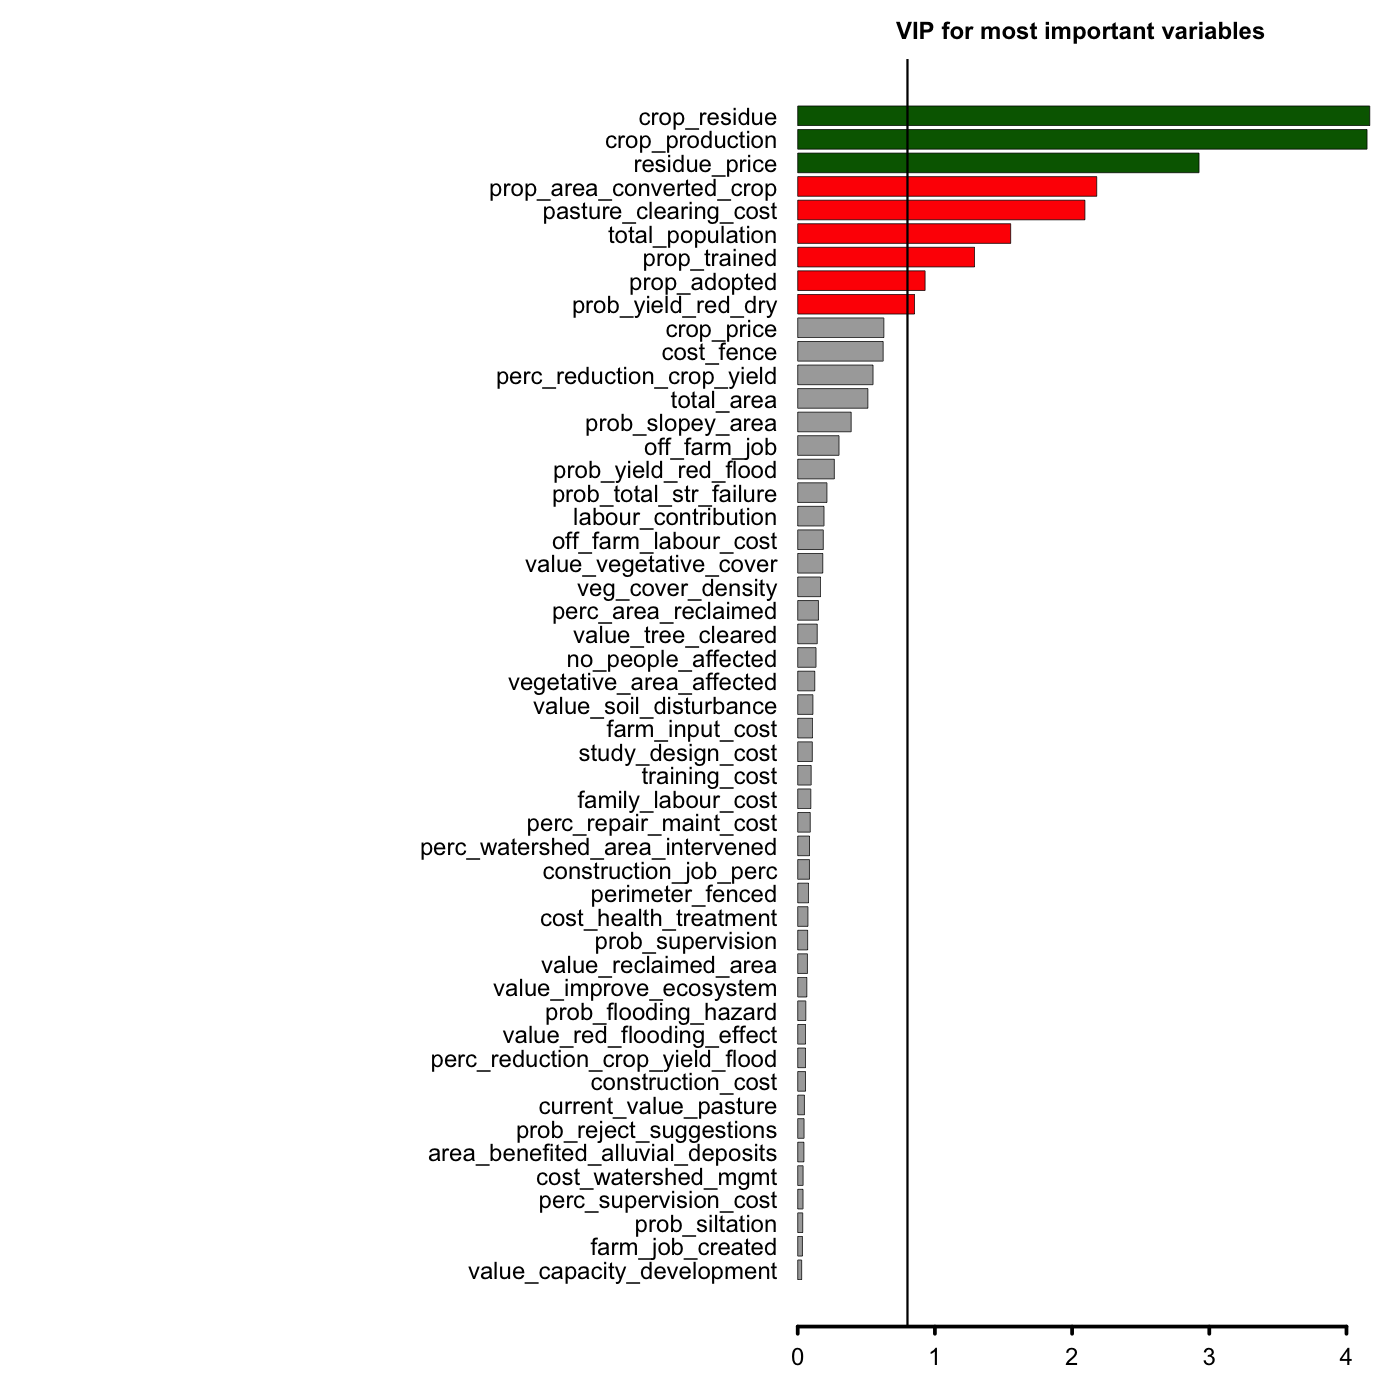 VIP for most important variables
crop_residue
crop_production
residue_price
prop_area_converted_crop
pasture_clearing_cost
total_population
prop_trained
prop_adopted
prob_yield_red_dry
crop_price
cost_fence
perc_reduction_crop_yield
total_area
prob_slopey_area
off_farm_job
prob_yield_red_flood
prob_total_str_failure
labour_contribution
off_farm_labour_cost
value_vegetative_cover
veg_cover_density
perc_area_reclaimed
value_tree_cleared
no_people_affected
vegetative_area_affected
value_soil_disturbance
farm_input_cost
study_design_cost
training_cost
family_labour_cost
perc_repair_maint_cost
perc_watershed_area_intervened
construction_job_perc
perimeter_fenced
cost_health_treatment
prob_supervision
value_reclaimed_area
value_improve_ecosystem
prob_flooding_hazard
value_red_flooding_effect
perc_reduction_crop_yield_flood
construction_cost
current_value_pasture
prob_reject_suggestions
area_benefited_alluvial_deposits
cost_watershed_mgmt
perc_supervision_cost
prob_siltation
farm_job_created
value_capacity_development
0 1 2 3 4